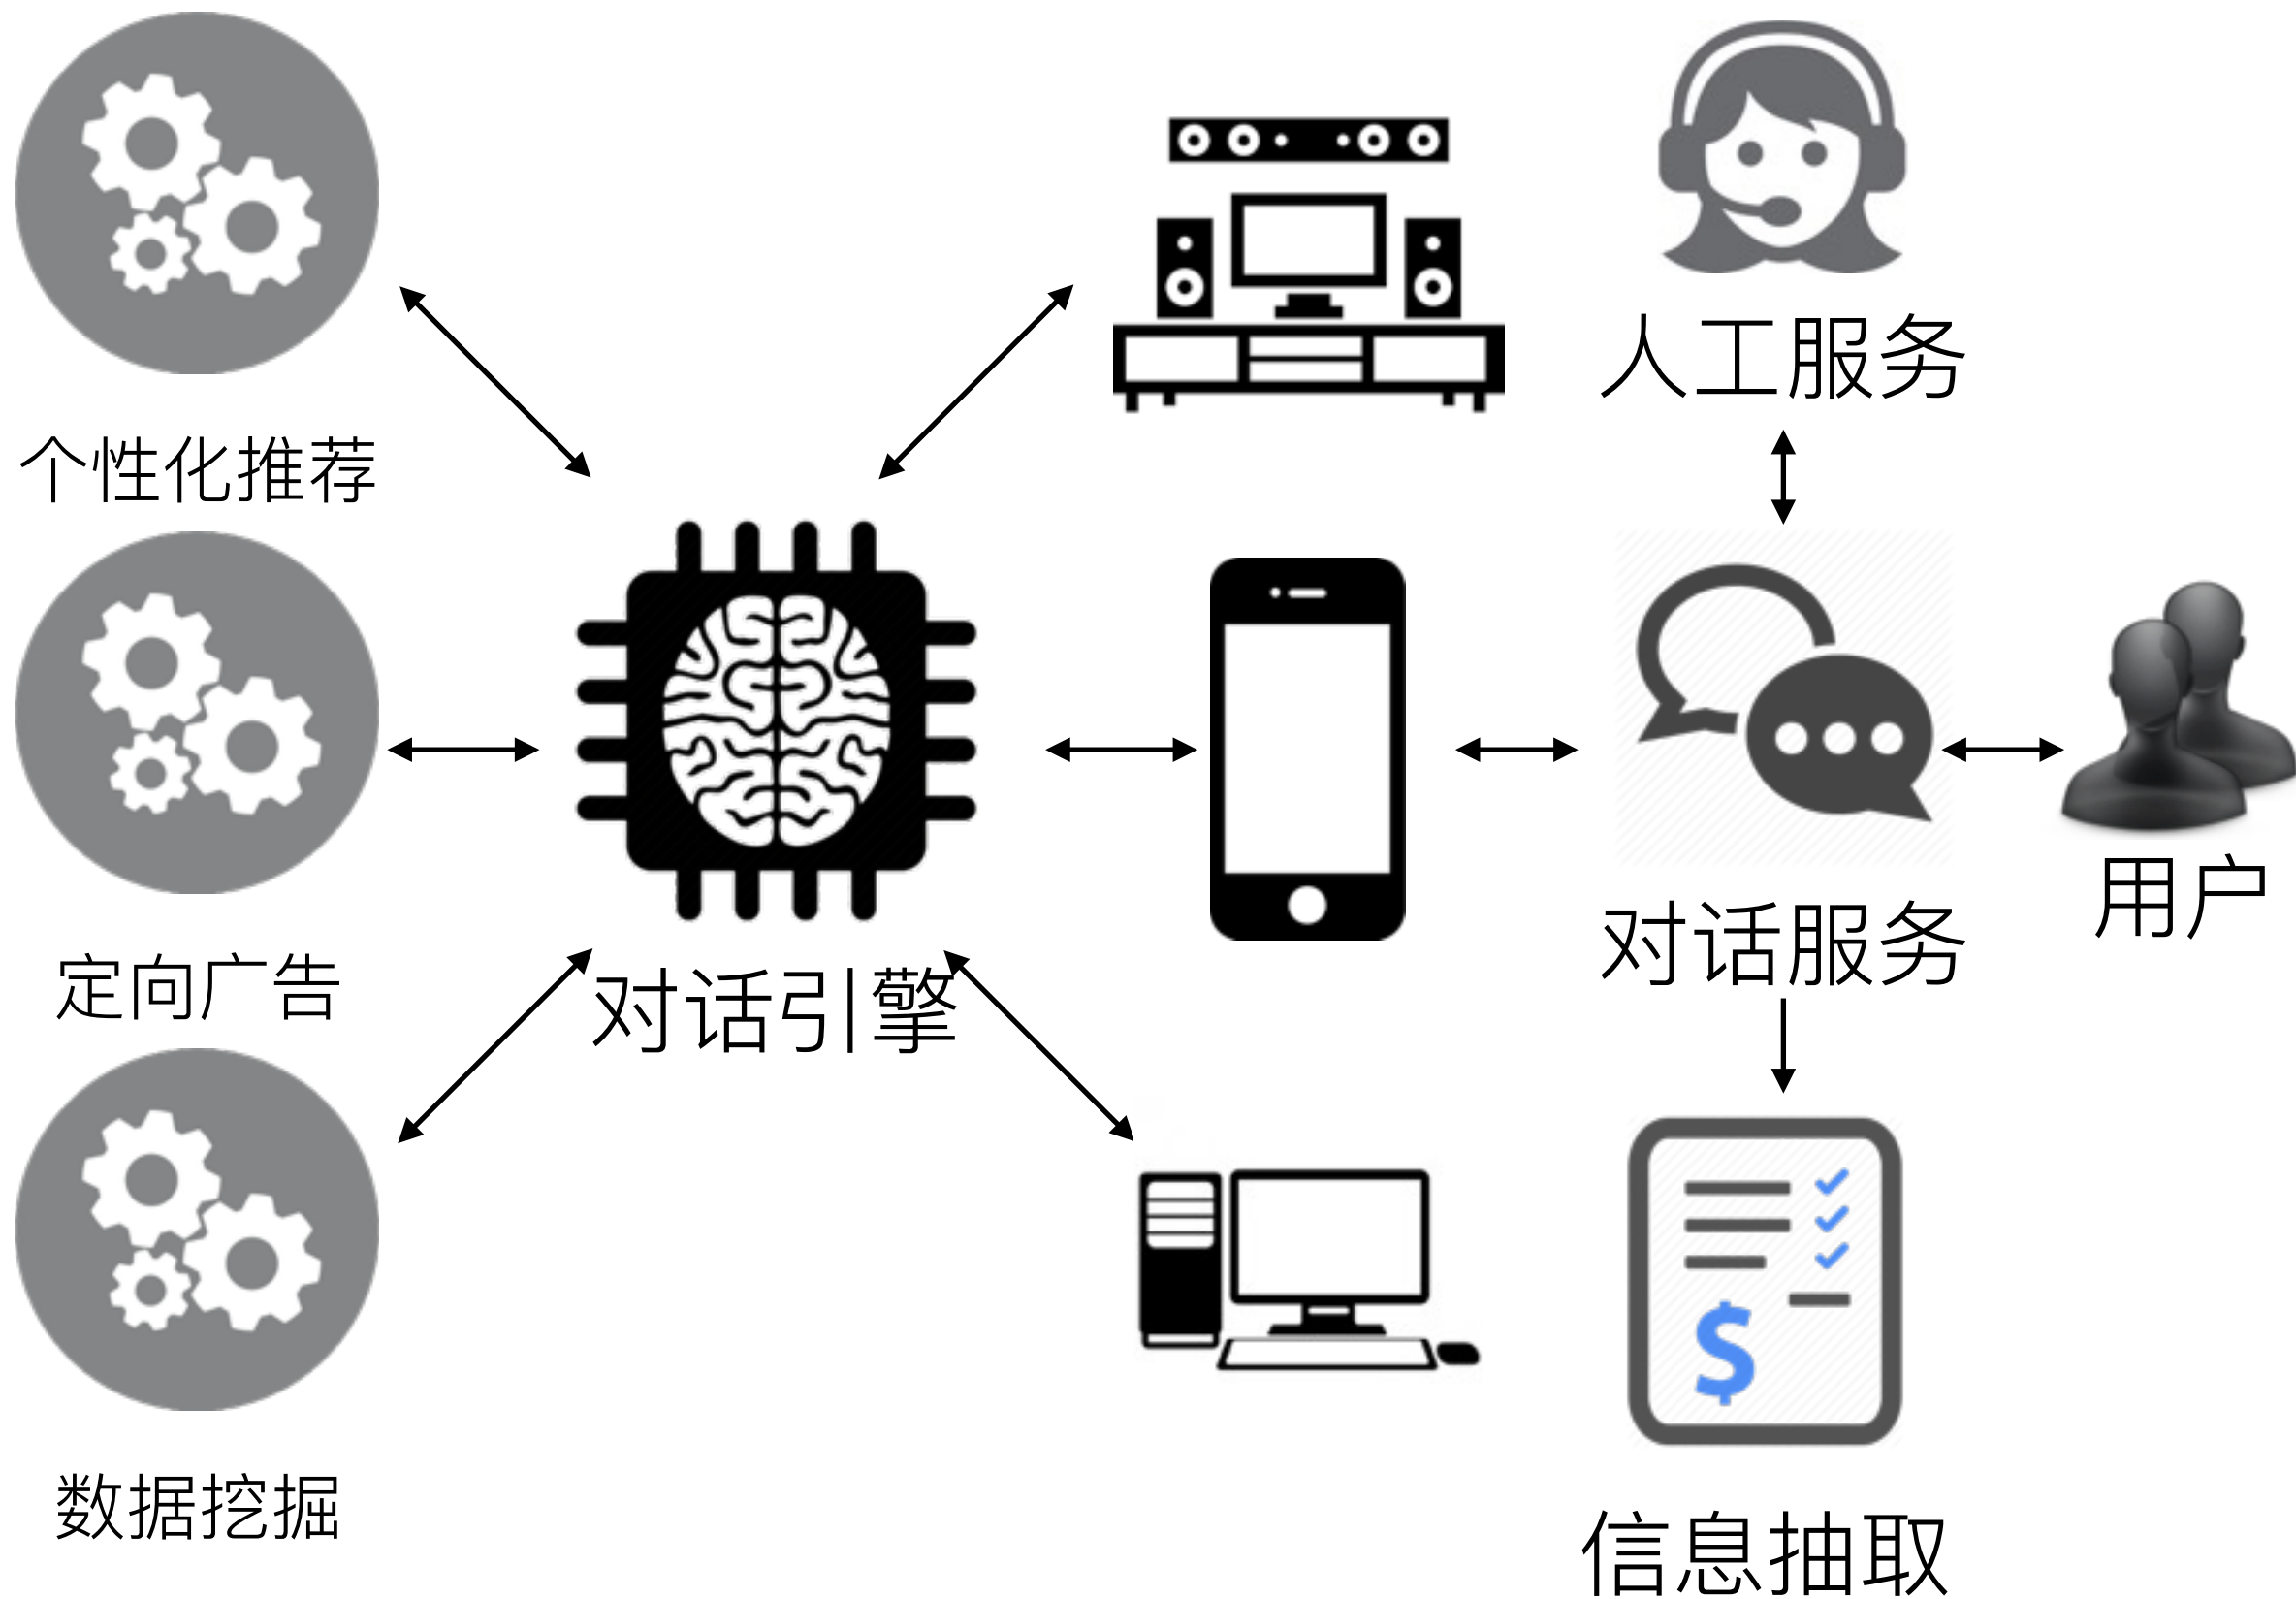 人工服务
个性化推荐
用户
对话服务
定向广告
对话引擎
数据挖掘
信息抽取